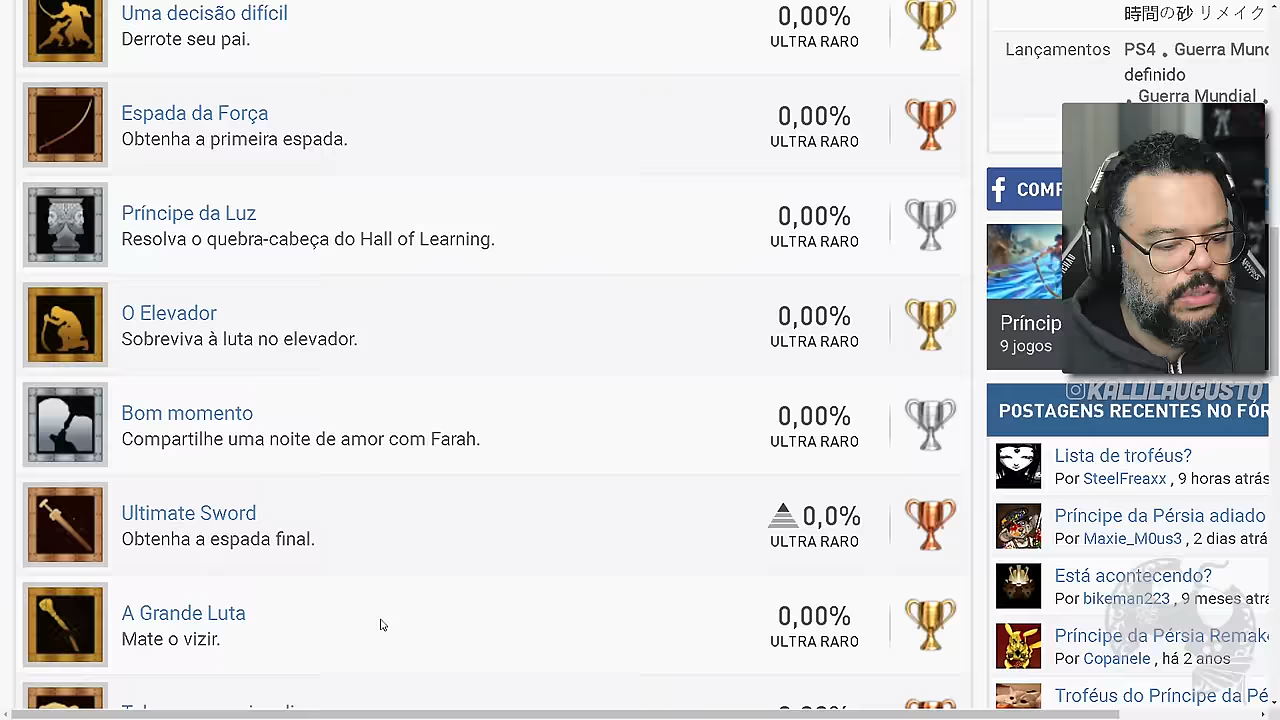 Uma decisão difícil
Derrote seu pai.
0,00%
ULTRA RARO
Espada da Força
Obtenha a primeira espada.
0,00%
ULTRA RARO
Príncipe da Luz
Resolva o quebra-cabeça do Hall of Learning.
0,00%
ULTRA RARO
O Elevador
Sobreviva à luta no elevador.
0,00%
ULTRA RARO
Bom momento
Compartilhe uma noite de amor com Farah.
0,00%
ULTRA RARO
Ultimate Sword
Obtenha a espada final.
0,0%
ULTRA RARO
A Grande Luta
Mate o vizir.
0,00%
ULTRA RARO
時間の砂 リメイク
Lançamentos PS4 . Guerra Mund
definido
. Guerra Mundial .
f COMP
Príncip
9 jogos
KALLILAUGUSTO
POSTAGENS RECENTES NO FÓR
Lista de troféus?
Por SteelFreaxx , 9 horas atrás
Príncipe da Pérsia adiado
Por Maxie_M0us3 , 2 dias atrá
Está acontecendo?
Por bikeman223 , 9 meses atrá
Príncipe da Pérsia Remake
Por Copanele , há 2 anos
Troféus do Príncipe da Pé